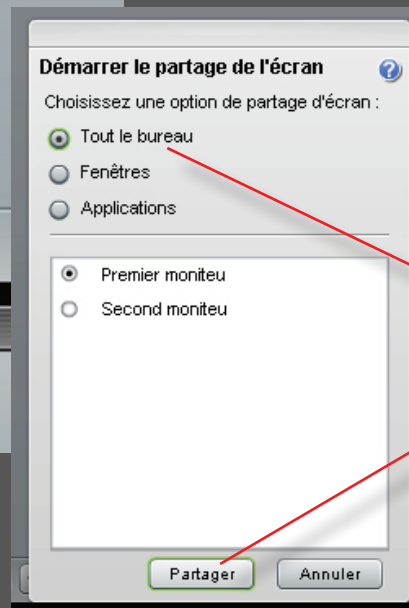 Démarrer le partage de l'écran
Choisissez une option de partage d'écran :
Tout le bureau
Fenêtres
Applications
Premier moniteu
Second moniteu
Partager
Annuler